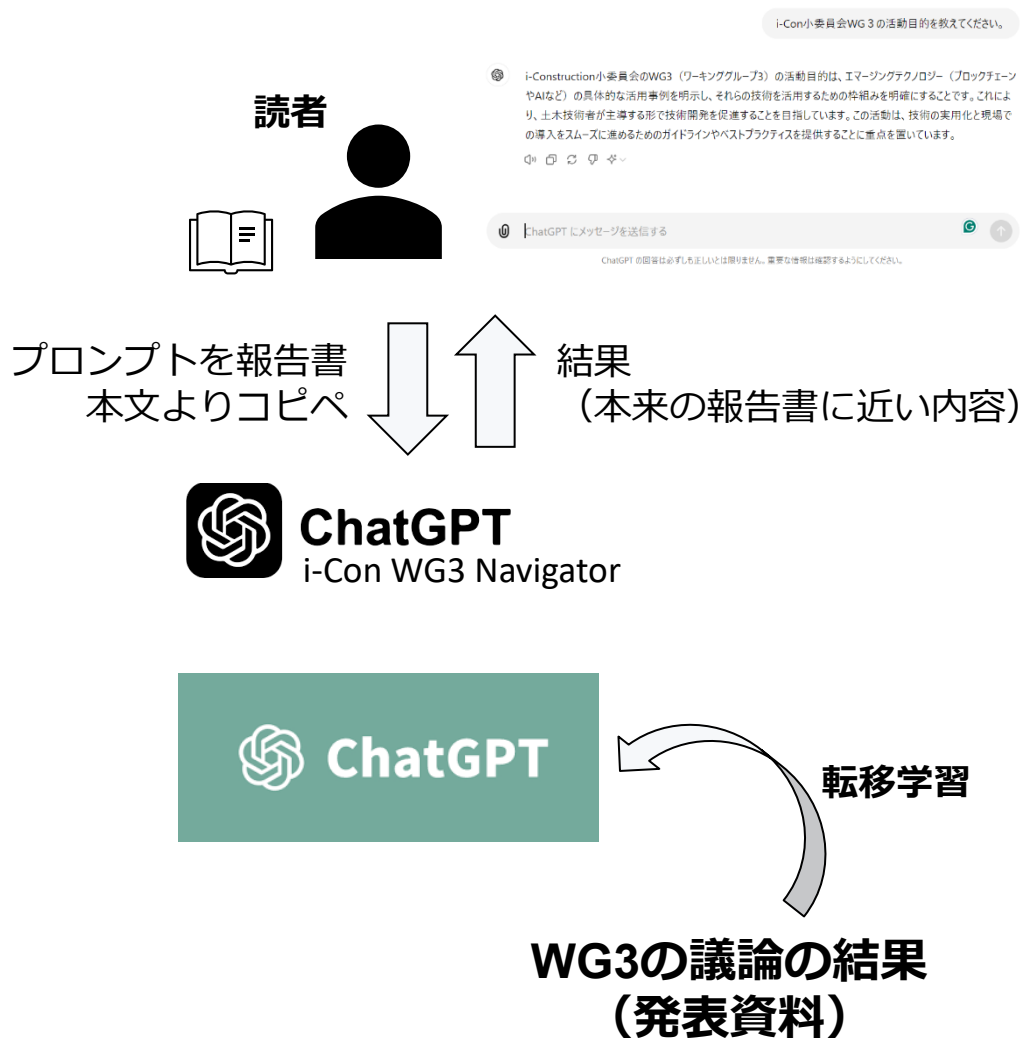 i-Con小委員会WG３の活動目的を教えてください。
i-Construction小委員会のWG3（ワーキンググループ3）の活動目的は、エマージングテクノロジー（ブロックチェーン
やAIなど）の具体的な活用事例を明示し、それらの技術を活用するための枠組みを明確にすることです。これによ
り、土木技術者が主導する形で技術開発を促進することを目指しています。この活動は、技術の実用化と現場で
の導入をスムーズに進めるためのガイドラインやベストプラクティスを提供することに重点を置いています。
読者
ChatGPT にメッセージを送信する
ChatGPT の回答は必ずしも正しいとは限りません。重要な情報は確認するようにしてください。
プロンプトを報告書
本文よりコピペ
結果
（本来の報告書に近い内容）
ChatGPT
i-Con WG3 Navigator
ChatGPT
転移学習
WG3の議論の結果
（発表資料）